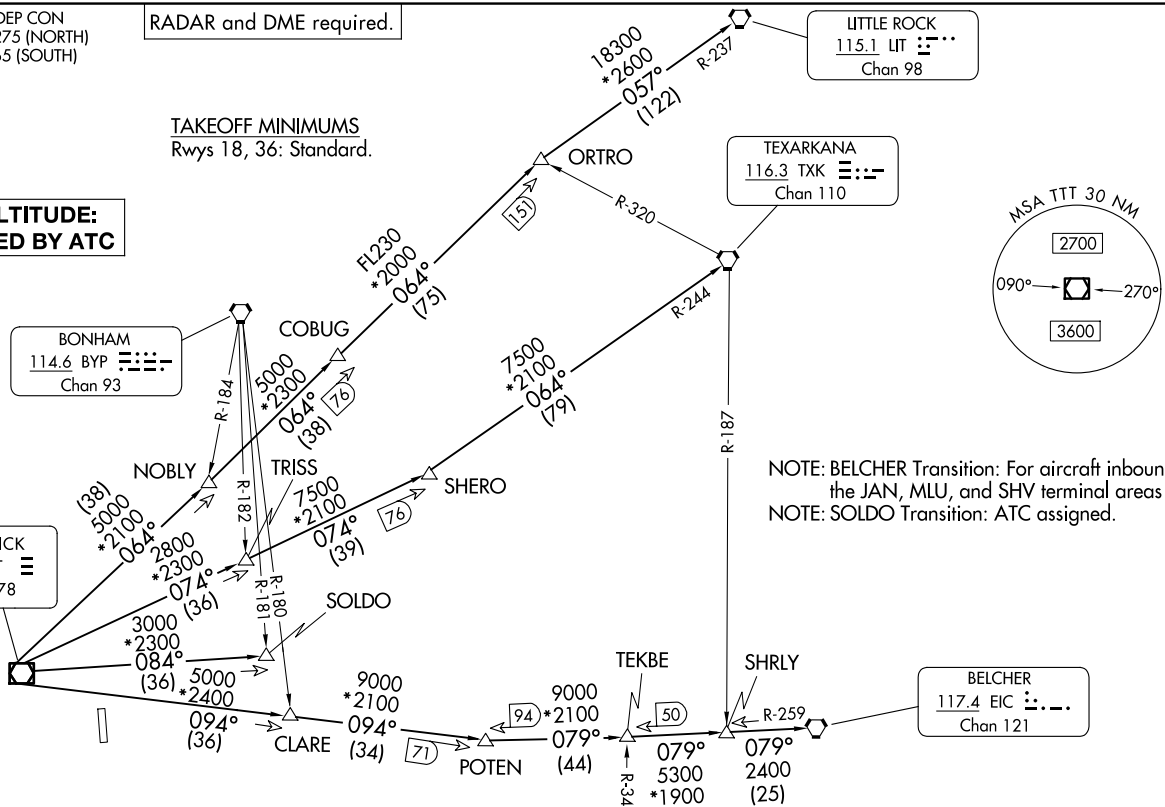 DEP CON
275 (NORTH)
65 (SOUTH)
RADAR and DME required.
TAKEOFF MINIMUMS
Rwys 18, 36: Standard.
LTITUDE:
ED BY ATC
LITTLE ROCK
115.1 LIT
Chan 98
R-237
18300
*2600
057°
(122)
ORTRO
151
TEXARKANA
116.3 TXK
Chan 110
R-320
R-244
R-187
MSA TTT 30 NM
2700
090°
270°
3600
FL230
*2000
064°
(75)
COBUG
76
BONHAM
114.6 BYP
Chan 93
R-184
R-182
R-181
R-180
5000
*2300
064°
(38)
7500
*2100
064°
(79)
NOBLY
TRISS
SHERO
76
7500
*2100
074°
(39)
NOTE: BELCHER Transition: For aircraft inboun
the JAN, MLU, and SHV terminal areas
NOTE: SOLDO Transition: ATC assigned.
(38)
5000
*2100
064°
2800
*2300
074°
(36)
ICK
78
SOLDO
3000
*2300
084°
(36)
5000
*2400
094°
(36)
CLARE
9000
*2100
094°
(34)
71
POTEN
94
9000
*2100
079°
(44)
TEKBE
50
R-34
SHRLY
079°
5300
*1900
R-259
079°
2400
(25)
BELCHER
117.4 EIC
Chan 121